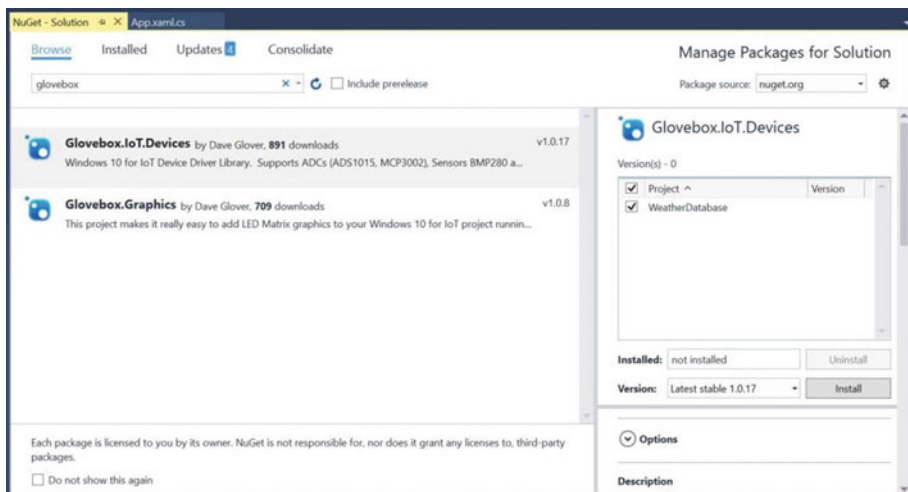 NuGet - Solution App.xaml.cs
Browse Installed Updates 4 Consolidate
Manage Packages for Solution
glovebox
Include prerelease
Package source: nuget.org
Glovebox.IoT.Devices by Dave Glover, 891 downloads v1.0.17
Windows 10 for IoT Device Driver Library. Supports ADCs (ADS1015, MCP3002), Sensors BMP280 a...
Glovebox.Graphics by Dave Glover, 709 downloads v1.0.8
This project makes it really easy to add LED Matrix graphics to your Windows 10 for IoT project runnin...
Each package is licensed to you by its owner. NuGet is not responsible for, nor does it grant any licenses to, third-party
packages.
Do not show this again
Glovebox.IoT.Devices
Version(s) - 0
Project Version
WeatherDatabase
Installed: not installed Uninstall
Version: Latest stable 1.0.17 Install
Options
Description